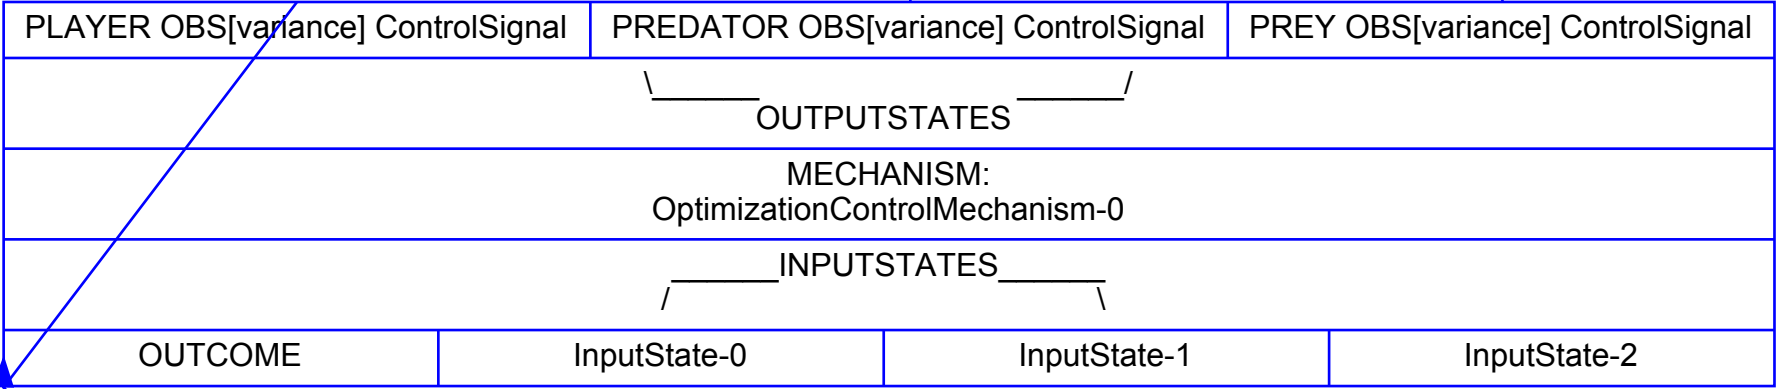 PLAYER OBS[variance] ControlSignal
PREDATOR OBS[variance] ControlSignal
PREY OBS[variance] ControlSignal
\______ ______/
OUTPUTSTATES
MECHANISM:
OptimizationControlMechanism-0
______INPUTSTATES______
/ \
OUTCOME
InputState-0
InputState-1
InputState-2